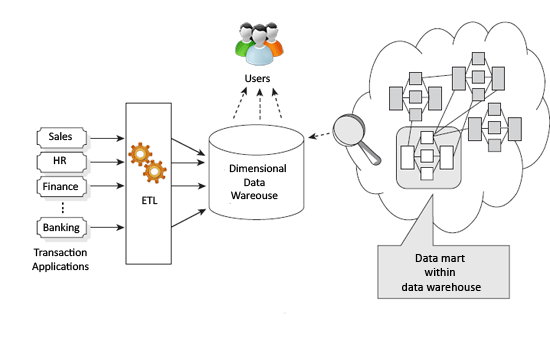 Users
Sales
HR
Finance
Banking
Transaction
Applications
ETL
Dimensional
Data
Wareouse
Data mart
within
data warehouse